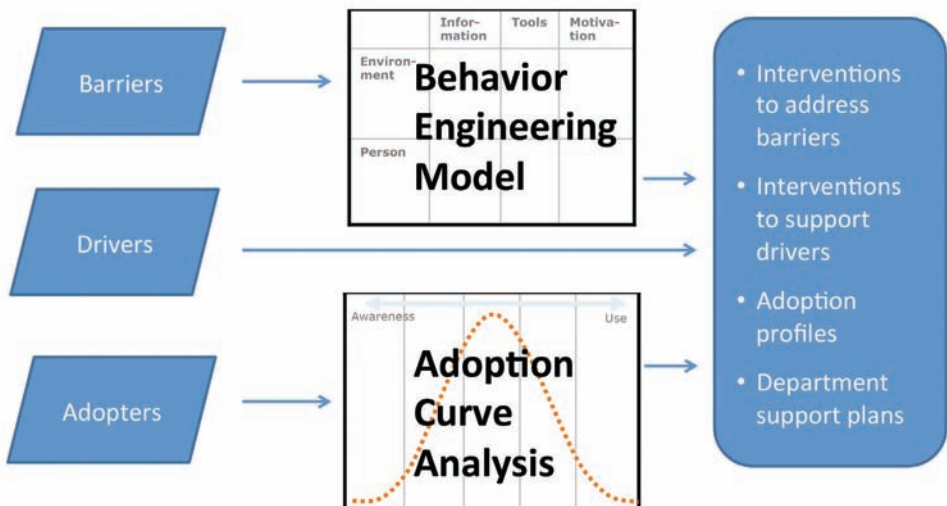 Barriers
Infor-
mation
Tools
Motiva-
tion
Environ-
ment
Person
Behavior
Engineering
Model
Drivers
Adopters
Awareness
Use
Adoption
Curve
Analysis
• Interventions
to address
barriers
• Interventions
to support
drivers
• Adoption
profiles
• Department
support plans